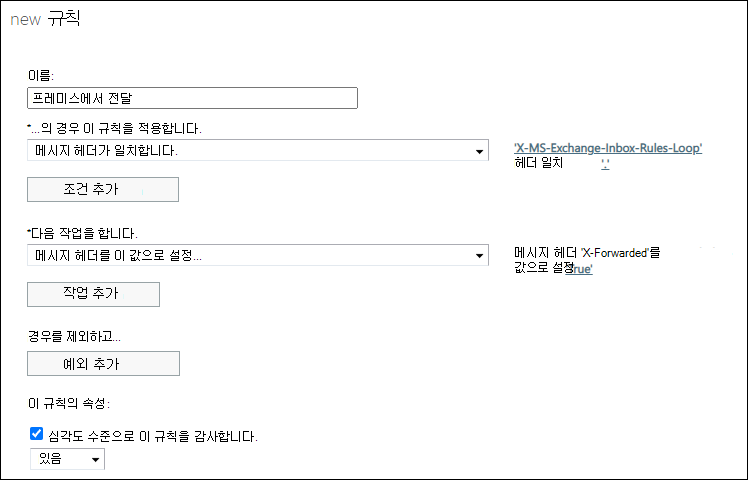 new 규칙
이름:
프레미스에서 전달
*...의 경우 이 규칙을 적용합니다.
메시지 헤더가 일치합니다.
'X-MS-Exchange-Inbox-Rules-Loop'
헤더 일치 '.'
조건 추가
*다음 작업을 합니다.
메시지 헤더를 이 값으로 설정...
메시지 헤더 'X-Forwarded'를
값으로 설정 true'
작업 추가
경우를 제외하고...
예외 추가
이 규칙의 속성:
심각도 수준으로 이 규칙을 감사합니다.
있음